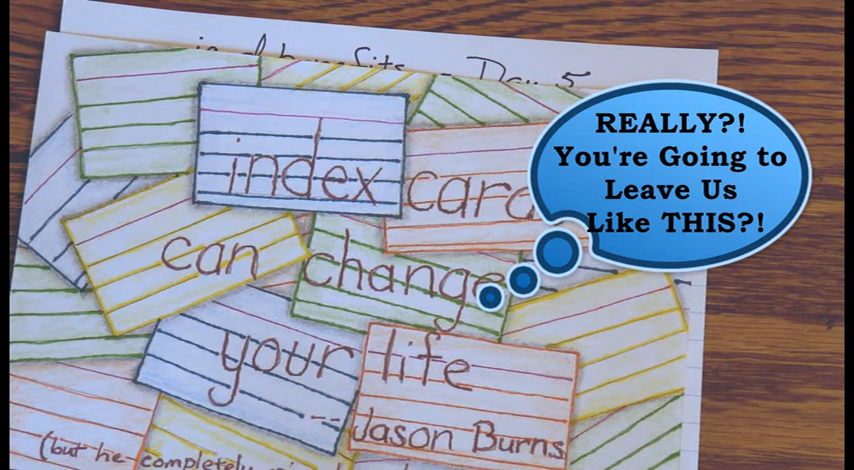 Day 5
REALLY?!
You're Going to
Leave Us
Like THIS?!
index card
can change
your life
Jason Burns
(but he completely